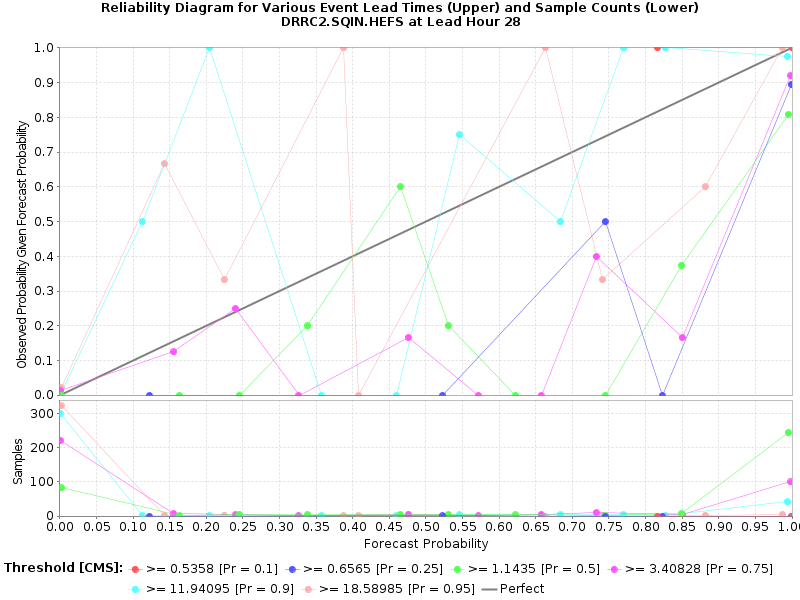 Reliability Diagram for Various Event Lead Times (Upper) and Sample Counts (Lower)
DRRC2.SQIN.HEFS at Lead Hour 28
Observed Probability Given Forecast Probability
1.0
0.9
0.8
0.7
0.6
0.5
0.4
0.3
0.2
0.1
0.0
Samples
300
200
100
0
0.00 0.05 0.10 0.15 0.20 0.25 0.30 0.35 0.40 0.45 0.50 0.55 0.60 0.65 0.70 0.75 0.80 0.85 0.90 0.95 1.0
Forecast Probability
Threshold [CMS]: >= 0.5358 [Pr = 0.1] >= 0.6565 [Pr = 0.25] >= 1.1435 [Pr = 0.5] >= 3.40828 [Pr = 0.75]
>= 11.94095 [Pr = 0.9] >= 18.58985 [Pr = 0.95] Perfect